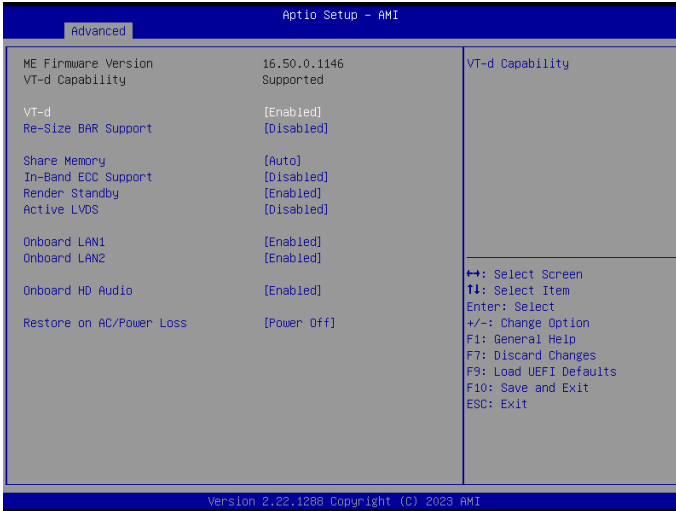 Aptio Setup – AMI
Advanced
ME Firmware Version 16.50.0.1146
VT-d Capability Supported
VT-d [Enabled]
Re-Size BAR Support [Disabled]
Share Memory [Auto]
In-Band ECC Support [Disabled]
Render Standby [Enabled]
Active LVDS [Disabled]
Onboard LAN1 [Enabled]
Onboard LAN2 [Enabled]
Onboard HD Audio [Enabled]
Restore on AC/Power Loss [Power Off]
VT-d Capability
↔: Select Screen
↑↓: Select Item
Enter: Select
+/-: Change Option
F1: General Help
F7: Discard Changes
F9: Load UEFI Defaults
F10: Save and Exit
ESC: Exit
Version 2.22.1288 Copyright (C) 2023 AMI